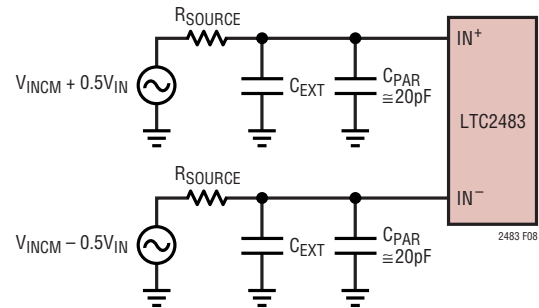 RSOURCE
VINCM + 0.5VIN
CEXT
CPAR
≅20pF
IN+
LTC2483
RSOURCE
VINCM – 0.5VIN
CEXT
CPAR
≅20pF
IN–
2483 F08